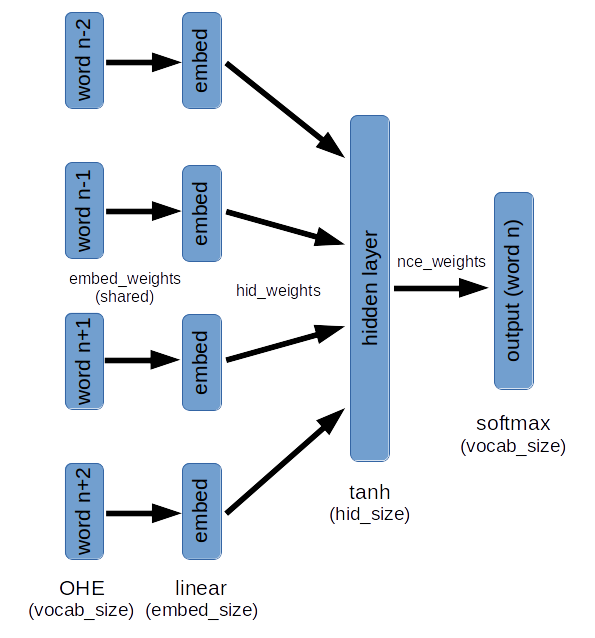 word n-2
embed
word n-1
embed
embed_weights
(shared)
hid_weights
word n+1
embed
word n+2
embed
hidden layer
nce_weights
output (word n)
softmax
(vocab_size)
tanh
(hid_size)
OHE
(vocab_size)
linear
(embed_size)